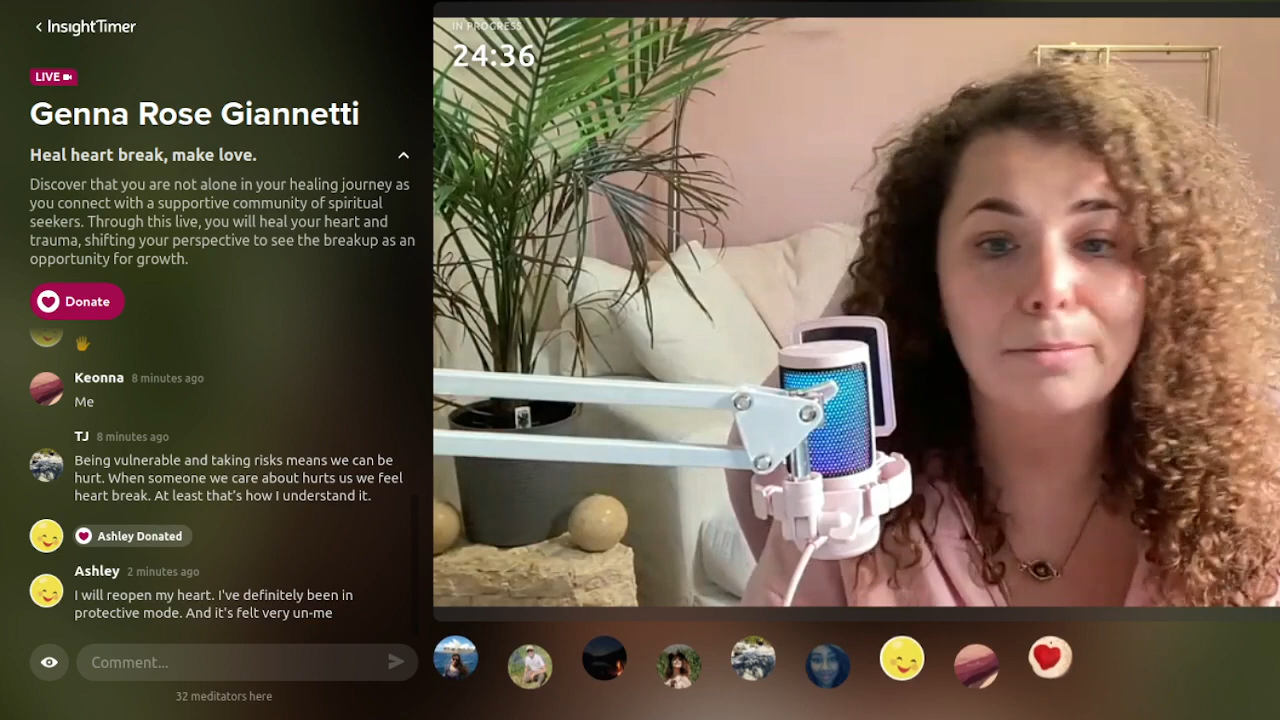 InsightTimer
LIVE
Genna Rose Giannetti
Heal heart break, make love.
Discover that you are not alone in your healing journey as
you connect with a supportive community of spiritual
seekers. Through this live, you will heal your heart and
trauma, shifting your perspective to see the breakup as an
opportunity for growth.
Donate
Keonna 8 minutes ago
Me
TJ 8 minutes ago
Being vulnerable and taking risks means we can be
hurt. When someone we care about hurts us we feel
heart break. At least that's how I understand it.
Ashley Donated
Ashley 2 minutes ago
I will reopen my heart. I've definitely been in
protective mode. And it's felt very un-me
Comment...
32 meditators here
IN PROGRESS
24:36